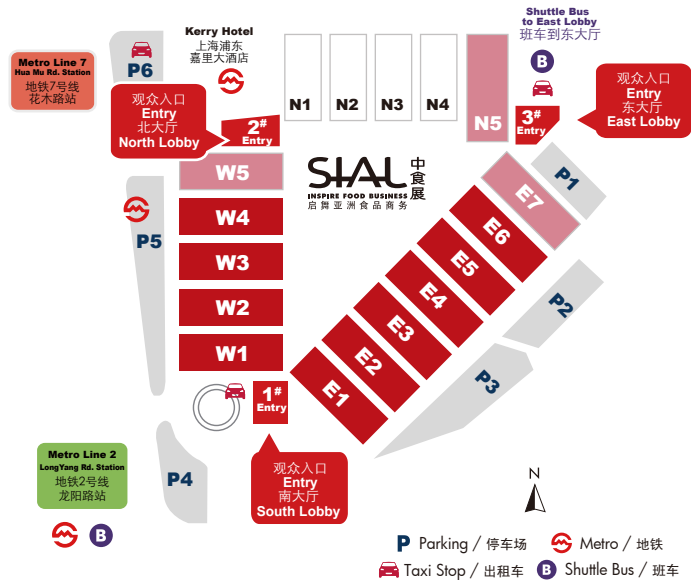 Metro Line 7
Hua Mu Rd. Station
地铁7号线
花木路站
P6
Kerry Hotel
上海浦东
嘉里大酒店
观众入口
Entry
北大厅
North Lobby
2#
Entry
N1
N2
N3
N4
N5
Shuttle Bus
to East Lobby
班车到东大厅
B
3#
Entry
观众入口
Entry
东大厅
East Lobby
W5
W4
W3
W2
W1
P5
SIAL
中食展
INSPIRE FOOD BUSINESS
启舞亚洲食品商务
P1
E7
E6
E5
E4
E3
E2
E1
P2
P3
1#
Entry
观众入口
Entry
南大厅
South Lobby
P4
Metro Line 2
LongYang Rd. Station
地铁2号线
龙阳路站
B
N
P Parking / 停车场
Metro / 地铁
Taxi Stop / 出租车
B Shuttle Bus / 班车